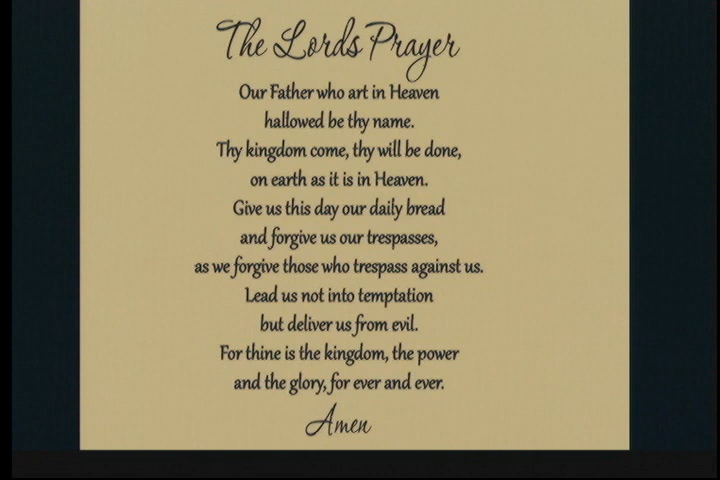 The Lords Prayer
Our Father who art in Heaven
hallowed be thy name.
Thy kingdom come, thy will be done,
on earth as it is in Heaven.
Give us this day our daily bread
and forgive us our trespasses,
as we forgive those who trespass against us.
Lead us not into temptation
but deliver us from evil.
For thine is the kingdom, the power
and the glory, for ever and ever.
Amen